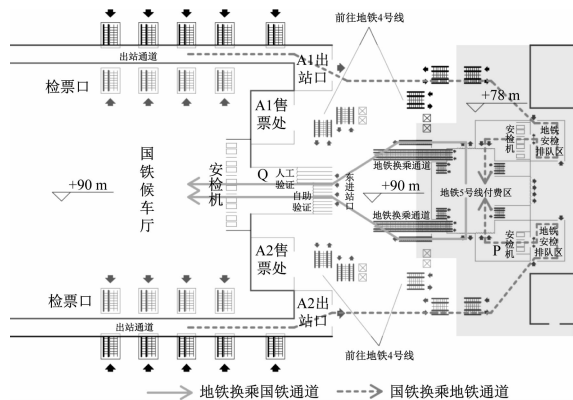 前往地铁4号线
出站通道
A1出
站口
检票口
+78 m
A1售
票处
安
检
机
地铁
安检
排队区
国
铁
候
车
厅
安
检
机
Q
人工
验证
自助
验证
东
进
站
口
地铁换乘通道
+90 m
+90 m
地铁5号线付费区
地铁换乘通道
A2售
票处
安
检
机
P
地铁
安检
排队区
检票口
A2出
站口
出站通道
前往地铁4号线
地铁换乘国铁通道
国铁换乘地铁通道